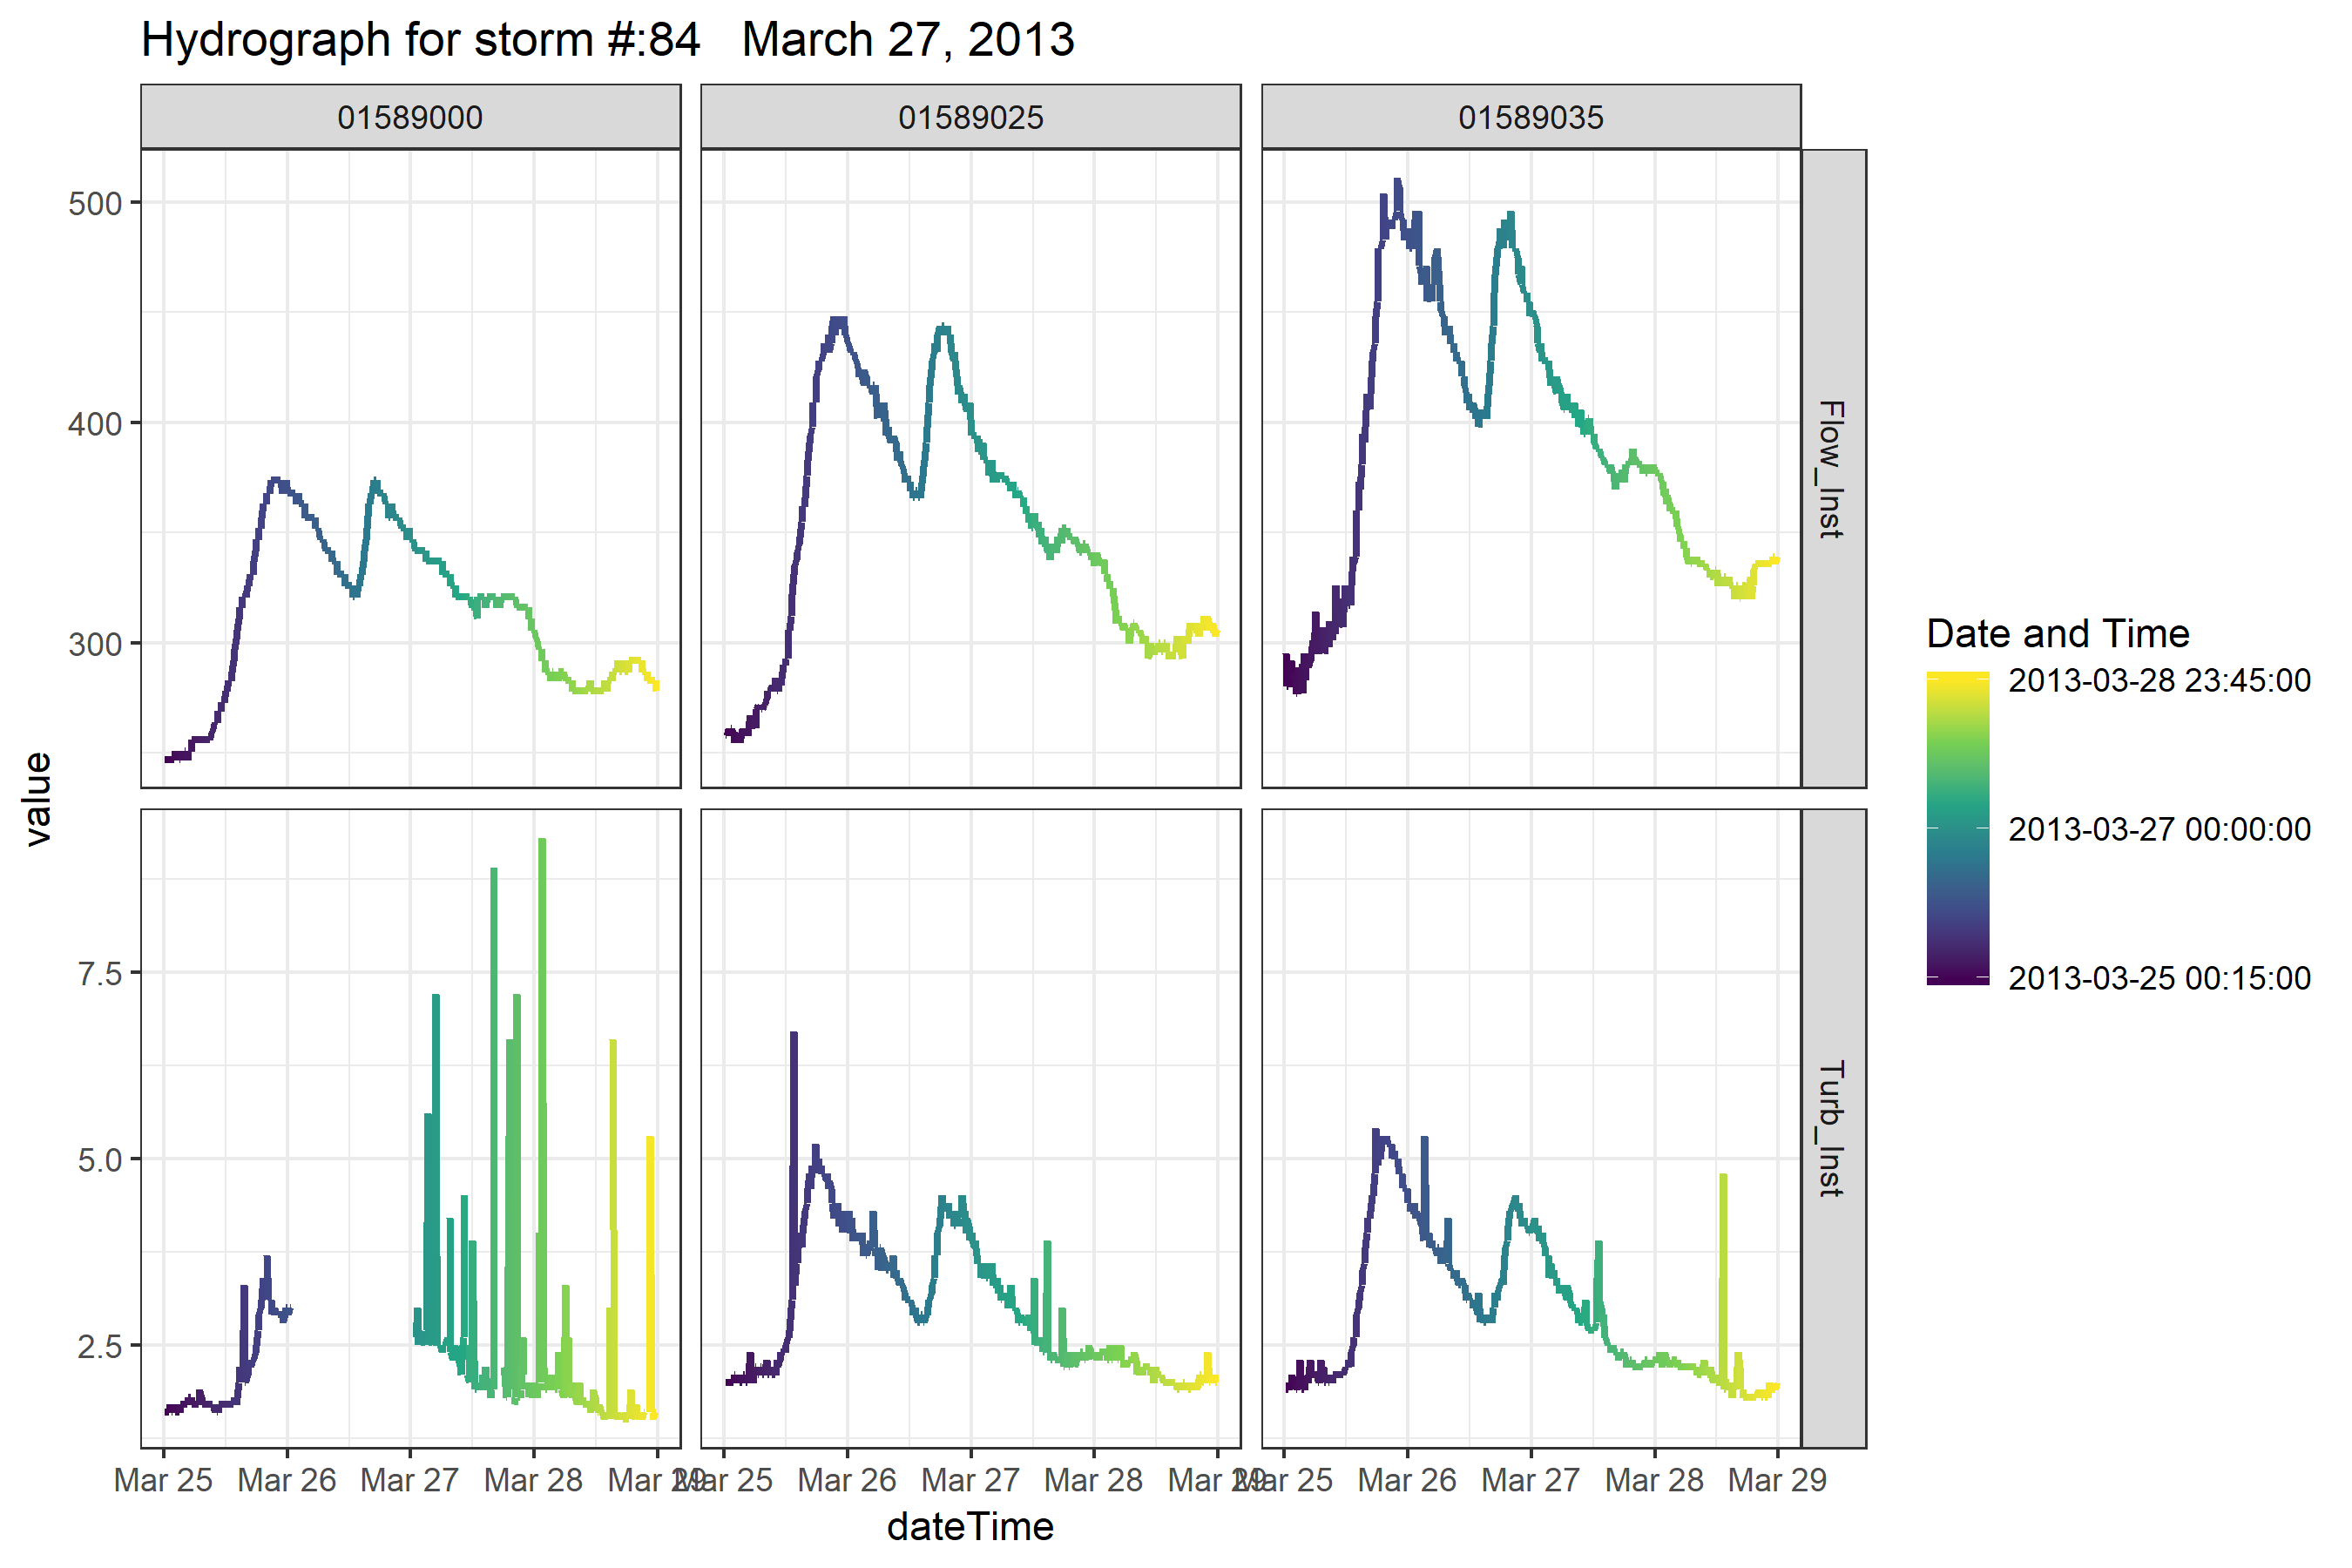 Hydrograph for storm #:84   March 27, 2013
01589000
01589025
01589035
500
400
300
Flow_Inst
value
7.5
5.0
2.5
Turb_Inst
Mar 25 Mar 26 Mar 27 Mar 28 Mar 29
Mar 25 Mar 26 Mar 27 Mar 28 Mar 29
Mar 25 Mar 26 Mar 27 Mar 28 Mar 29
dateTime
Date and Time
2013-03-28 23:45:00
2013-03-27 00:00:00
2013-03-25 00:15:00